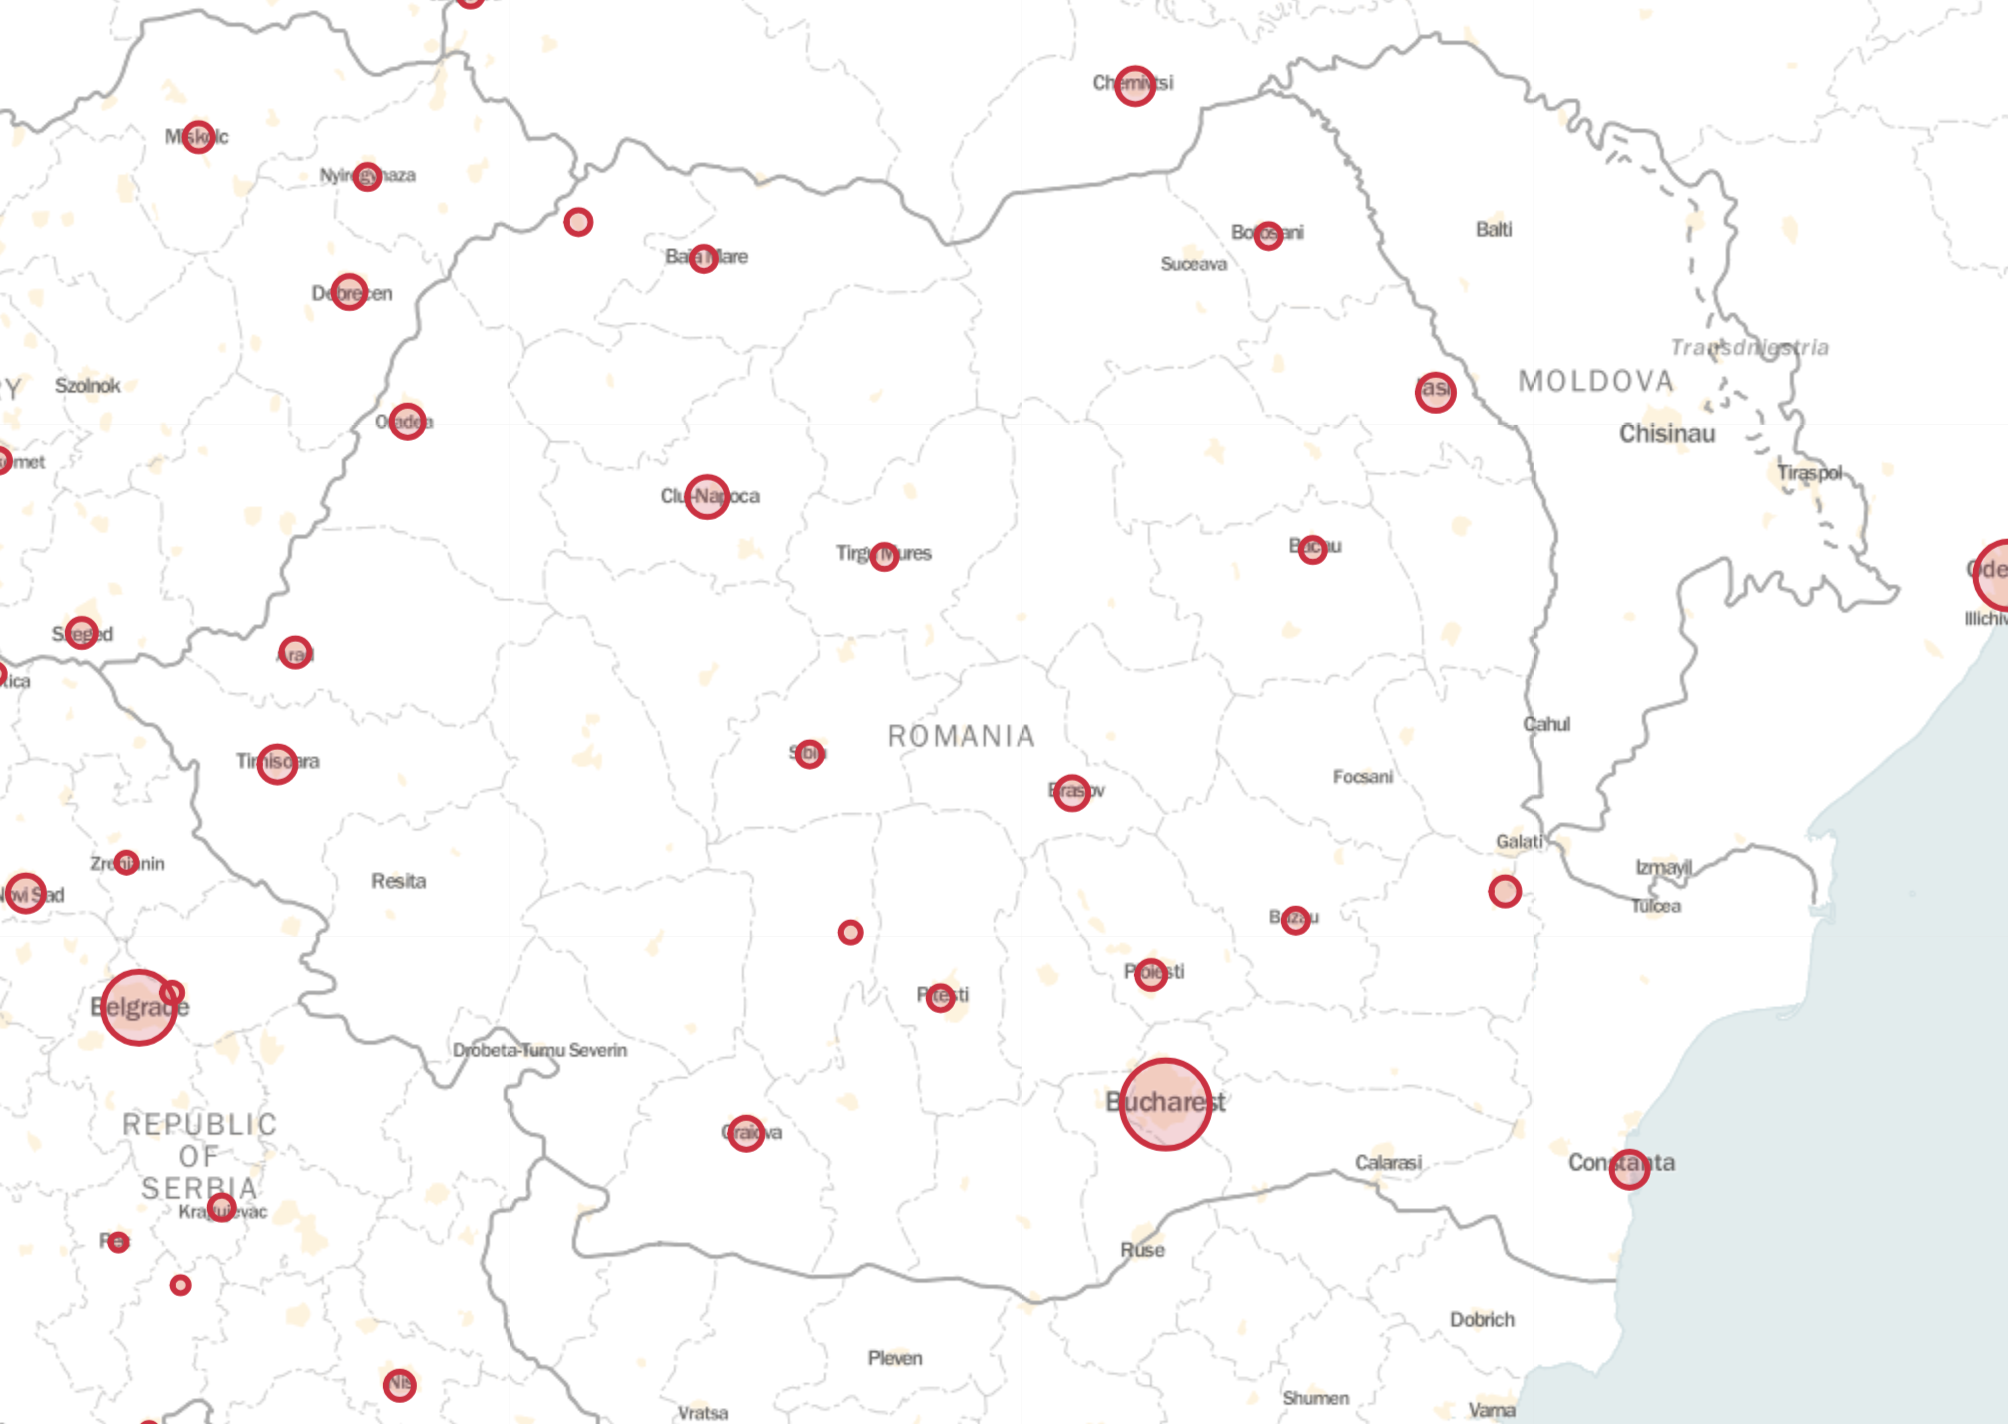 Chernivtsi
Miskolc
Nyiregyhaza
Botosani
Balti
Baia Mare
Suceava
Debrecen
Transdniestria
MOLDOVA
Szolnok
Iasi
Oradea
Chisinau
Tiraspol
Cluj-Napoca
Tirgu Mures
Bacau
Szeged
Arad
Cahul
ROMANIA
Sibiu
Timisoara
Focsani
Brasov
Galati
Zrenjanin
Izmayil
Resita
Novi Sad
Tulcea
Buzau
Ploiesti
Pitesti
Belgrade
Drobeta-Turnu Severin
Bucharest
REPUBLIC
OF
SERBIA
Craiova
Calarasi
Constanta
Kragujevac
Ruse
Dobrich
Pleven
Nis
Shumen
Varna
Vratsa